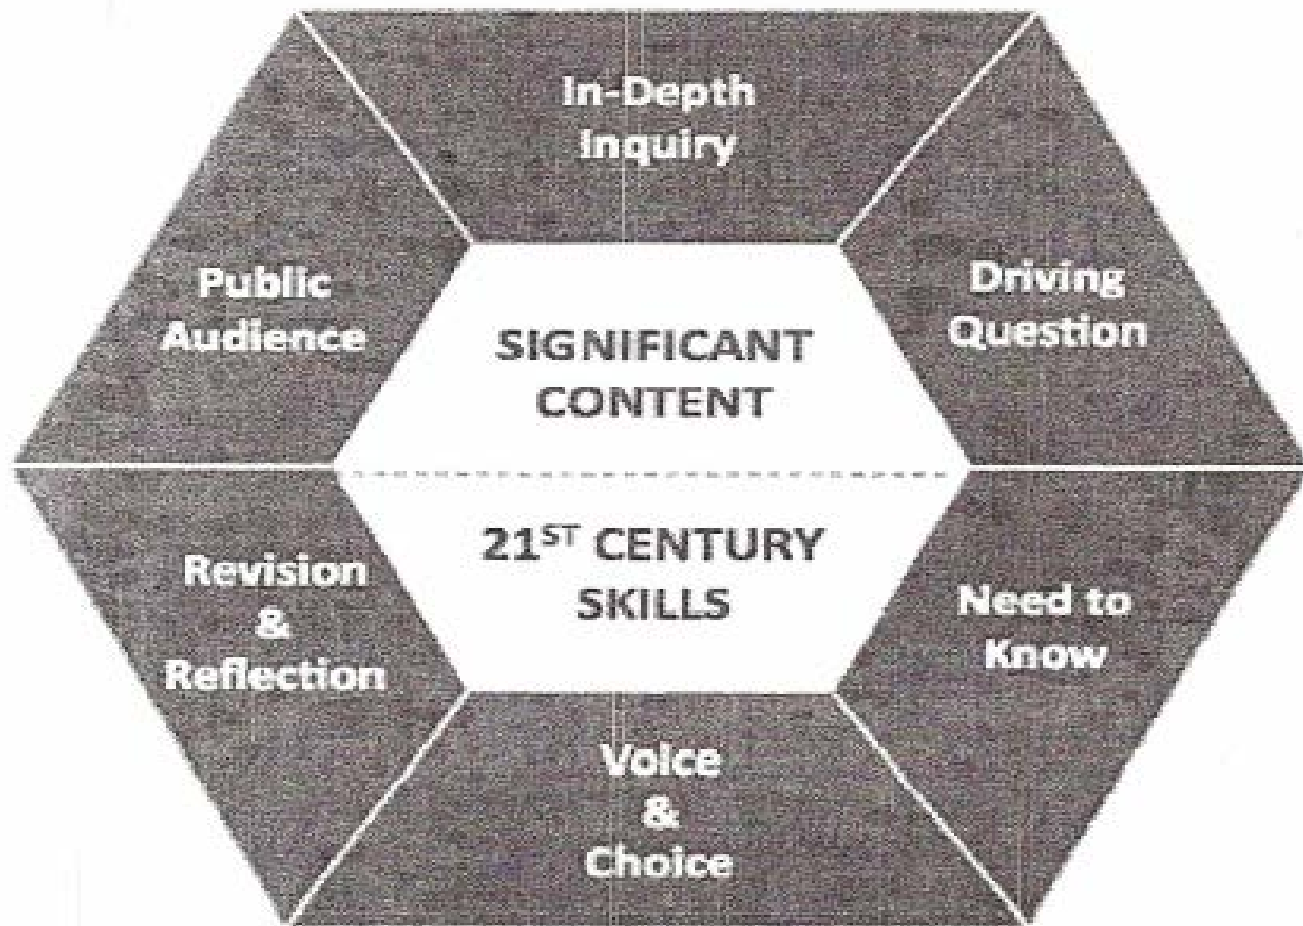 In-Depth
Inquiry
Driving
Question
Need to
Know
Voice
&
Choice
Revision
&
Reflection
Public
Audience
SIGNIFICANT
CONTENT
21ST CENTURY
SKILLS